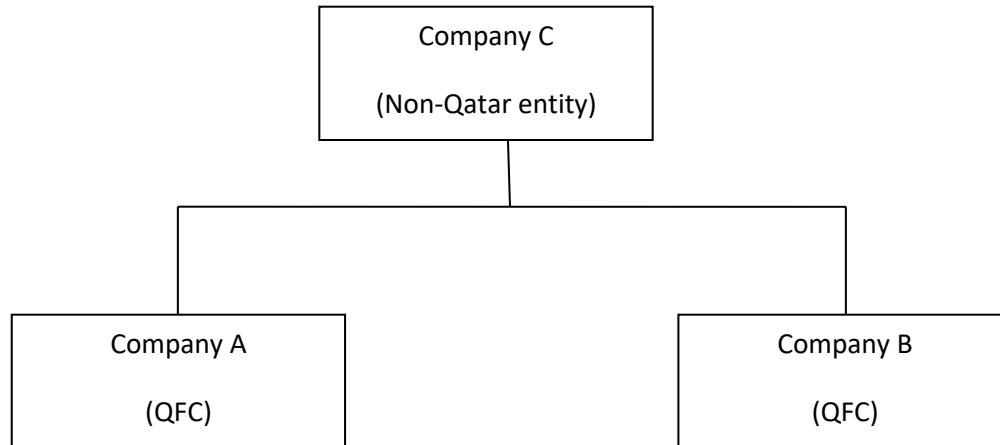 Company C
(Non-Qatar entity)
Company A
(QFC)
Company B
(QFC)